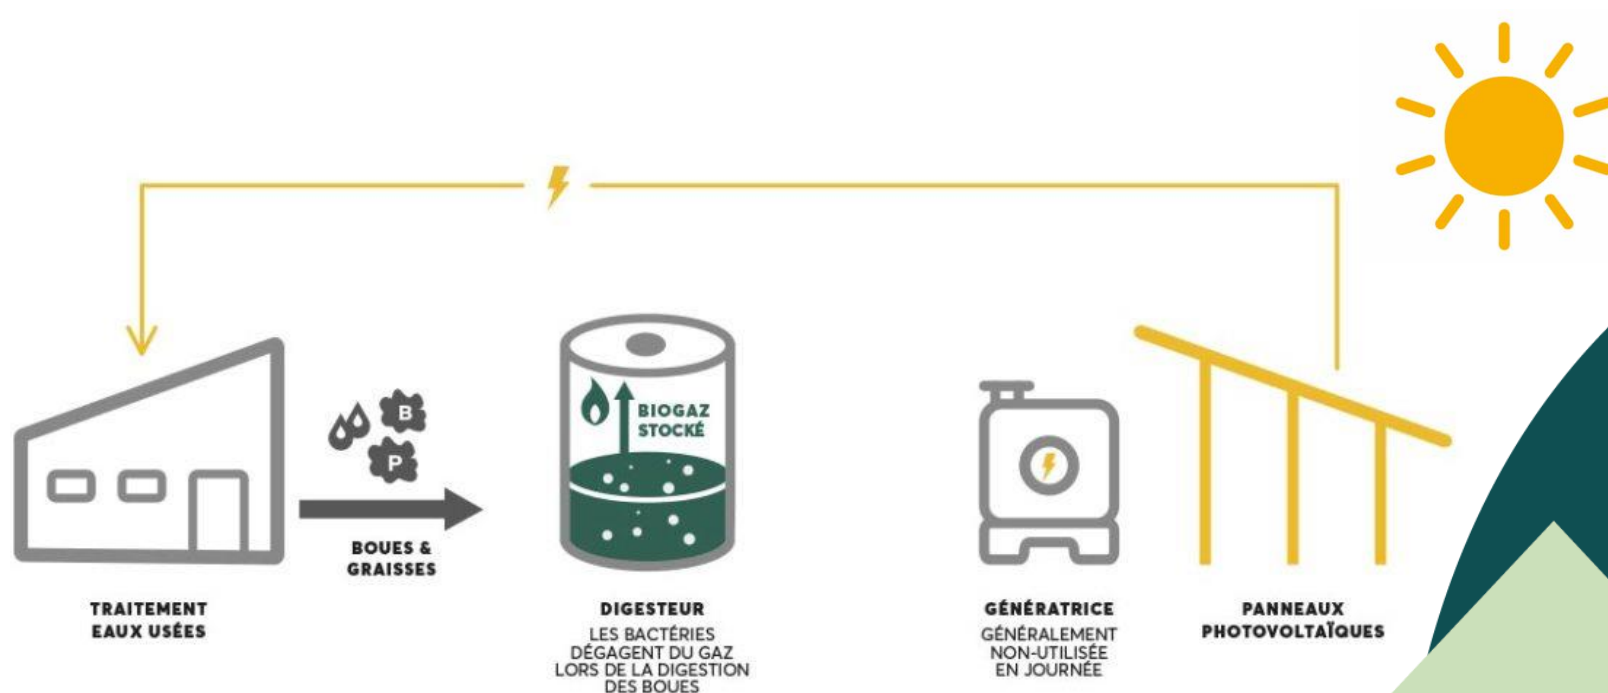 B
P
BIOGAZ
STOCKÉ
BOUES &
GRAISSES
TRAITEMENT
EAUX USÉES
DIGESTEUR
LES BACTÉRIES
DÉGAGENT DU GAZ
LORS DE LA DIGESTION
DES BOUES
GÉNÉRATRICE
GÉNÉRALEMENT
NON-UTILISÉE
EN JOURNÉE
PANNEAUX
PHOTOVOLTAÏQUES